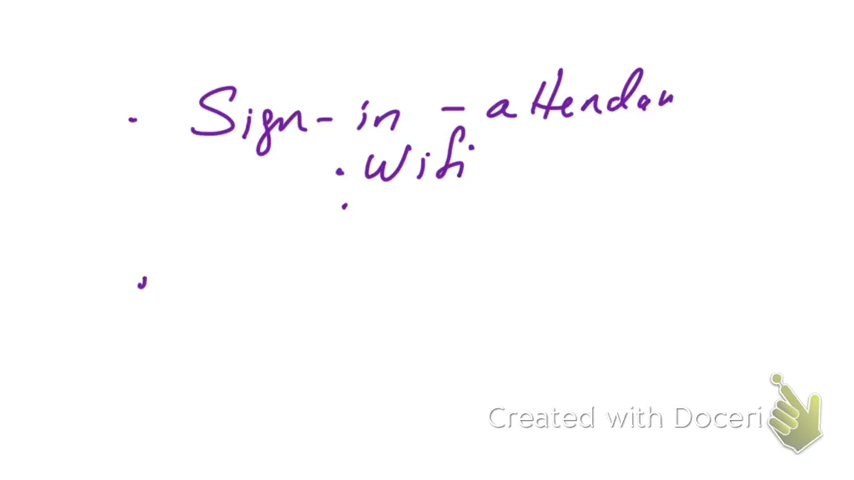 · Sign-in - attendan
· Wifi
·
·
Created with Doceri